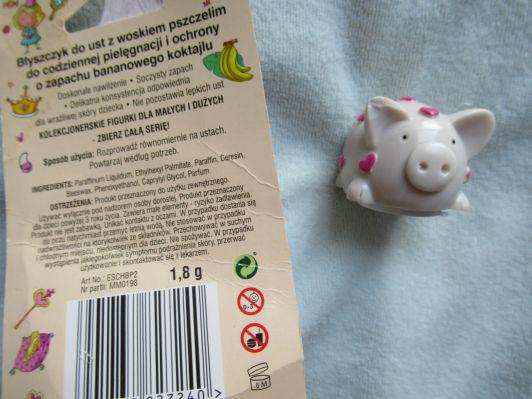 Błyszczyk do ust z woskiem pszczelim
do codziennej pielęgnacji i ochrony
o zapachu bananowego koktajlu
Doskonałe nawilżenie • Soczysty zapach
• Delikatna konsystencja odpowiednia
dla wrażliwej skóry dziecka • Nie pozostawia lepkich ust
KOLEKCJONERSKIE FIGURKI DLA MAŁYCH I DUŻYCH
- ZBIERZ CAŁĄ SERIĘ!
Sposób użycia: Rozprowadź równomiernie na ustach.
Powtarzaj według potrzeb.
INGREDIENTS: Paraffinum Liquidum, Ethylhexyl Palmitate, Paraffin, Ceresin,
Beeswax, Phenoxyethanol, Caprylyl Glycol, Parfum
OSTRZEŻENIA: Produkt przeznaczony do użytku zewnętrznego.
Używać wyłącznie pod nadzorem osoby dorosłej. Produkt przeznaczony
dla dzieci powyżej 3 roku życia. Zawiera małe elementy - ryzyko zadławienia.
Produkt nie jest zabawką. Unikać kontaktu z oczami. W przypadku dostania się
do oczu natychmiast przemyć letnią wodą. Nie stosować w przypadku
nadwrażliwości na którykolwiek ze składników. Przechowywać w suchym
i chłodnym miejscu, niedostępnym dla dzieci. Nie spożywać. W przypadku
wystąpienia jakiegokolwiek symptomu podrażnienia skóry, przerwać
użytkowanie i skontaktować się z lekarzem.
Art No.: ESCHBP2
Nr partii: MM0198
1,8 g
0-3
6M